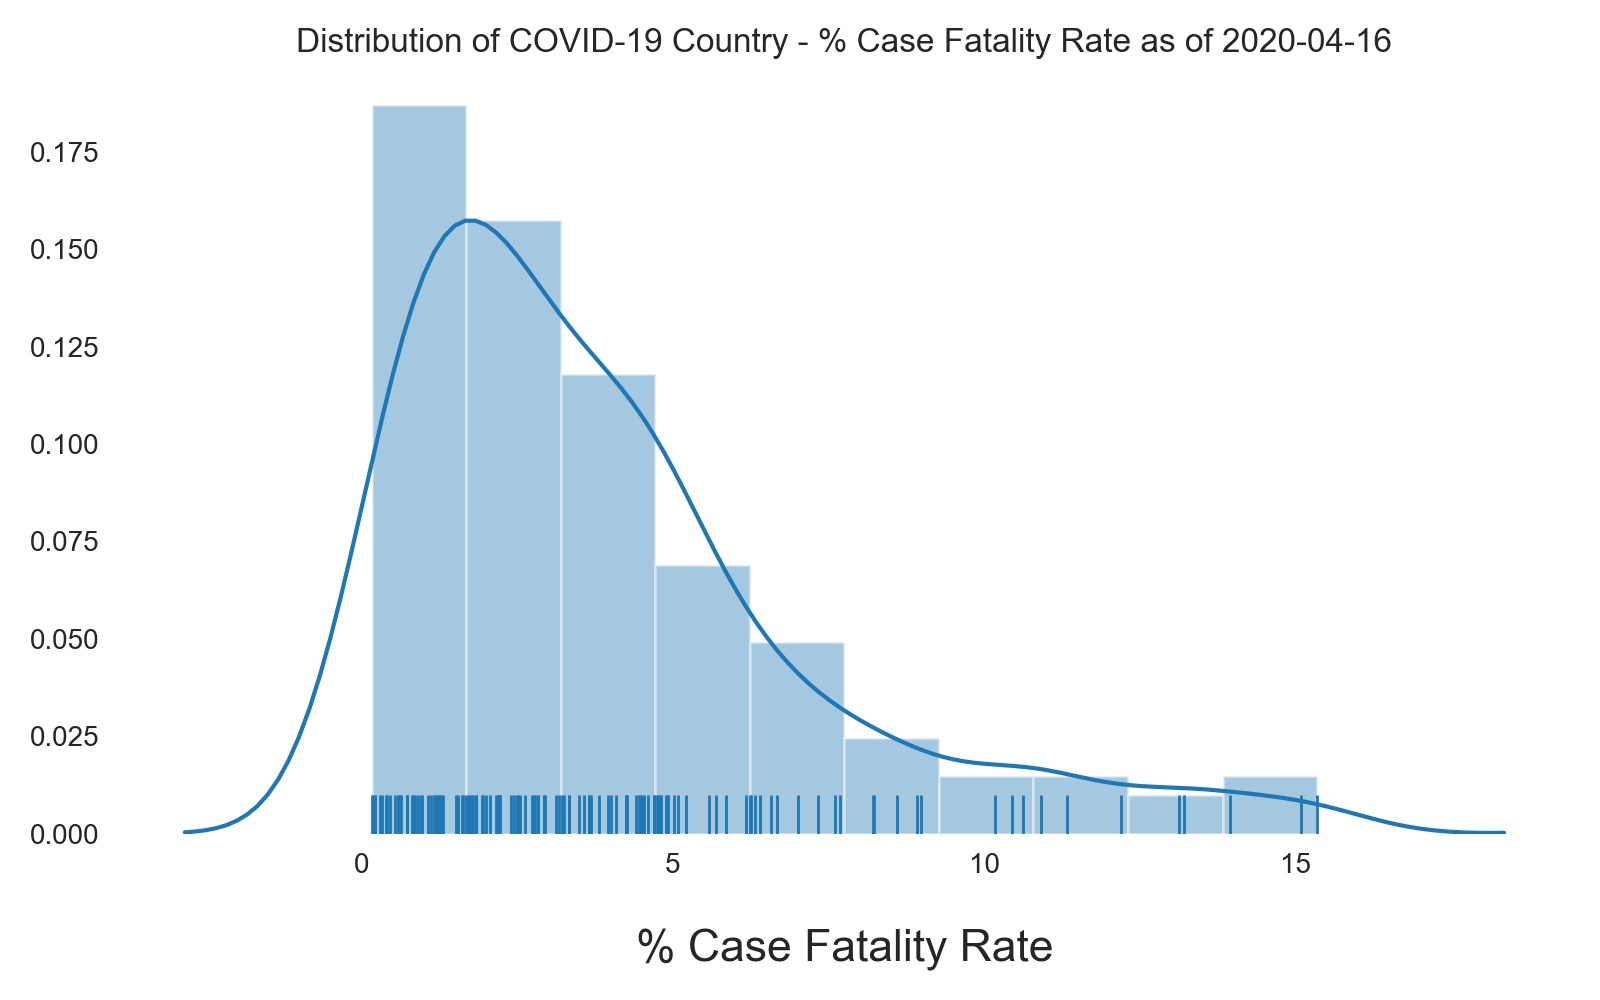 Distribution of COVID-19 Country - % Case Fatality Rate as of 2020-04-16
0.175
0.150
0.125
0.100
0.075
0.050
0.025
0.000
0 5 10 15
% Case Fatality Rate